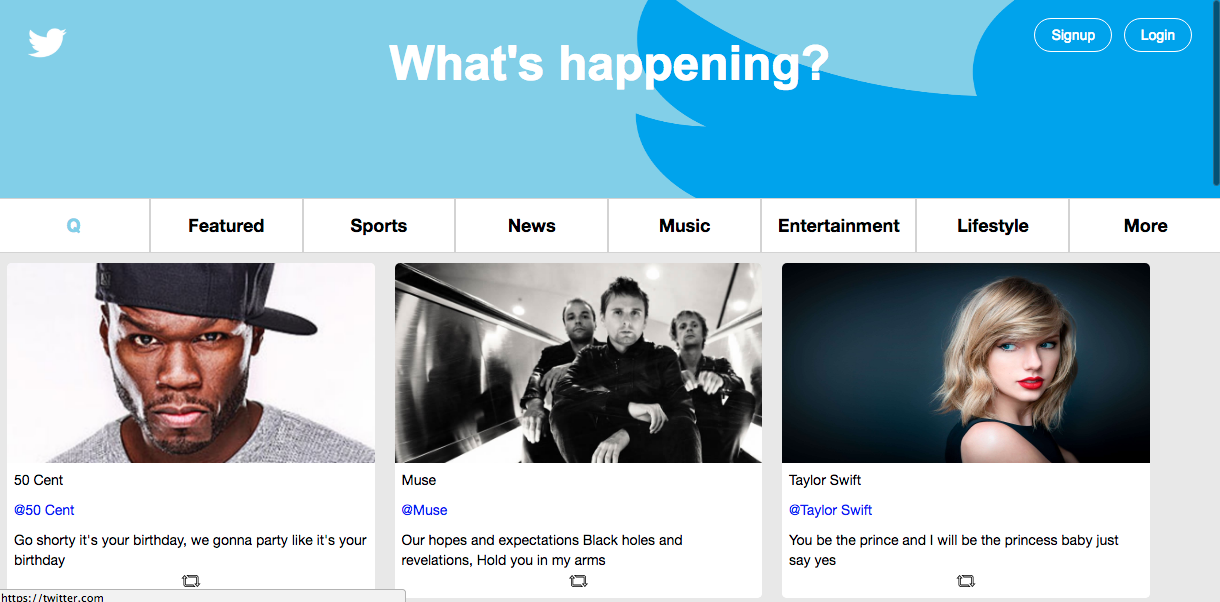 What's happening?
Signup
Login
Q
Featured
Sports
News
Music
Entertainment
Lifestyle
More
50 Cent
@50 Cent
Go shorty it's your birthday, we gonna party like it's your
birthday
Muse
@Muse
Our hopes and expectations Black holes and
revelations, Hold you in my arms
Taylor Swift
@Taylor Swift
You be the prince and I will be the princess baby just
say yes
https://twitter.com